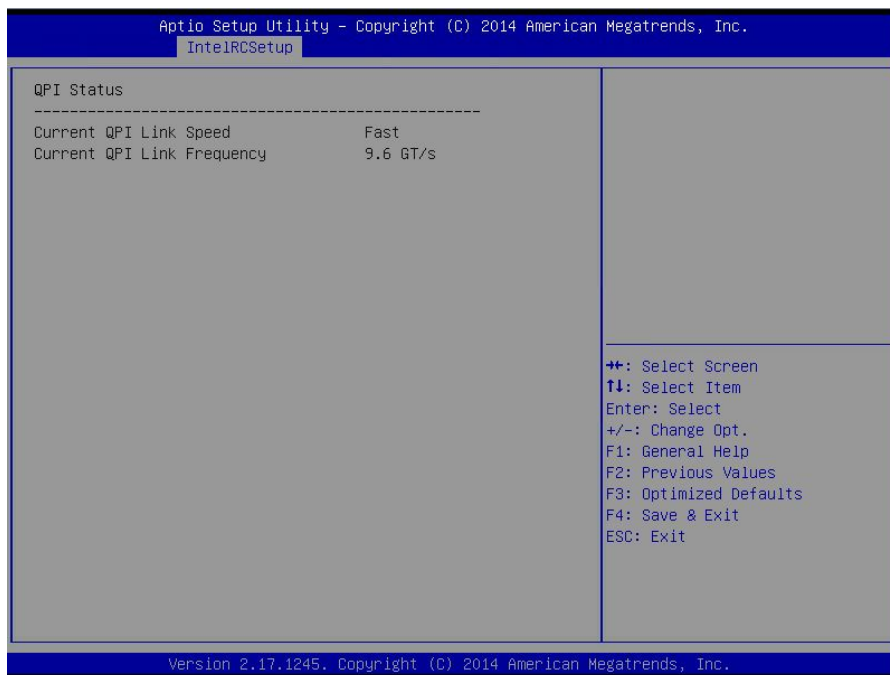 Aptio Setup Utility – Copyright (C) 2014 American Megatrends, Inc.
IntelRCSetup
QPI Status
--------------------------------------------------
Current QPI Link Speed Fast
Current QPI Link Frequency 9.6 GT/s
→←: Select Screen
↑↓: Select Item
Enter: Select
+/-: Change Opt.
F1: General Help
F2: Previous Values
F3: Optimized Defaults
F4: Save & Exit
ESC: Exit
Version 2.17.1245. Copyright (C) 2014 American Megatrends, Inc.